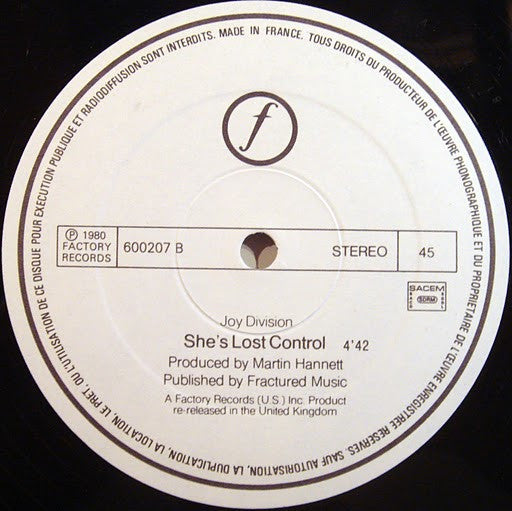 MADE IN FRANCE. TOUS DROITS DU PRODUCTEUR DE L'ŒUVRE PHONOGRAPHIQUE ET DU PROPRIETAIRE DE L'ŒUVRE ENREGISTREE RESERVES. SAUF AUTORISATION, LA DUPLICATION, LA LOCATION, LE PRET, OU L'UTILISATION DE CE DISQUE POUR EXECUTION PUBLIQUE ET RADIODIFFUSION SONT INTERDITS.
f
Ⓟ 1980
FACTORY
RECORDS
600207 B
STEREO
45
SACEM
SDRM
Joy Division
She's Lost Control 4'42
Produced by Martin Hannett
Published by Fractured Music
A Factory Records (U.S.) Inc. Product
re-released in the United Kingdom